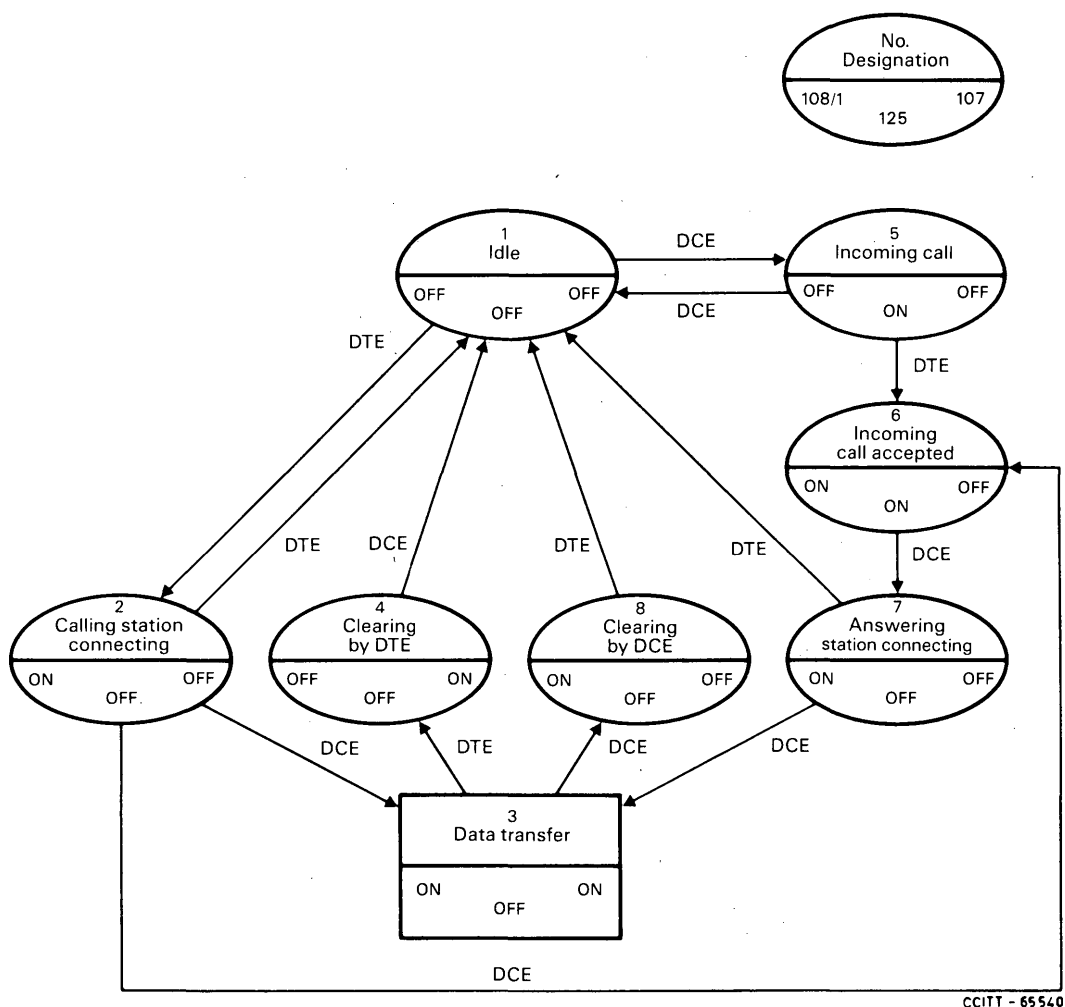 No.
Designation
108/1 107
125
1
Idle
OFF OFF
OFF
DCE
DCE
5
Incoming call
OFF OFF
ON
DTE
DTE
6
Incoming
call accepted
ON OFF
ON
DTE
DCE
DTE
DTE
DCE
2
Calling station
connecting
ON OFF
OFF
4
Clearing
by DTE
OFF ON
OFF
8
Clearing
by DCE
ON OFF
OFF
7
Answering
station connecting
ON OFF
OFF
DCE
DTE
DCE
DCE
3
Data transfer
ON ON
OFF
DCE
CCITT - 65540